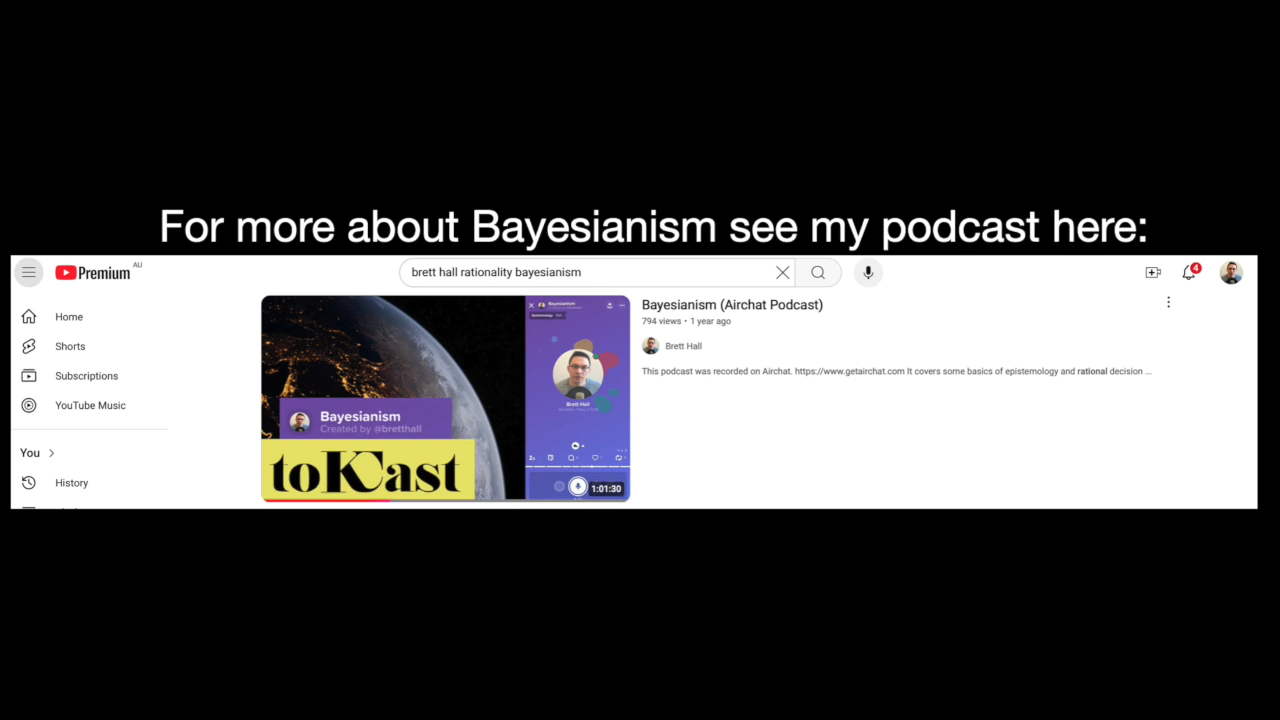 For more about Bayesianism see my podcast here:
Premium AU
brett hall rationality bayesianism
4
Home
Shorts
Subscriptions
YouTube Music
You
History
Bayesianism
Created by @bretthall
toKCast
Bayesianism
Brett Hall
1:01:30
Bayesianism (Airchat Podcast)
794 views • 1 year ago
Brett Hall
This podcast was recorded on Airchat. https://www.getairchat.com It covers some basics of epistemology and rational decision ...